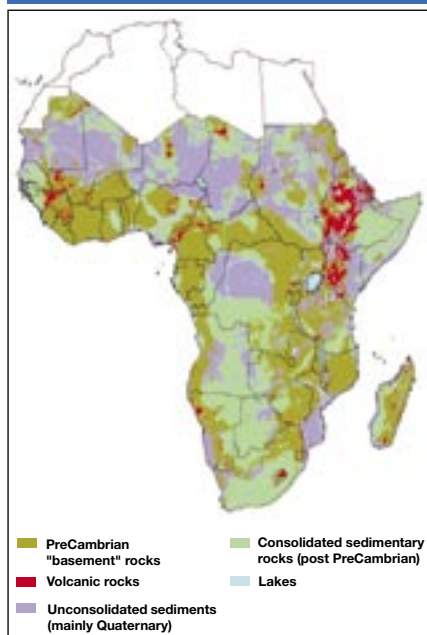 PreCambrian
"basement" rocks
Volcanic rocks
Unconsolidated sediments
(mainly Quaternary)
Consolidated sedimentary
rocks (post PreCambrian)
Lakes